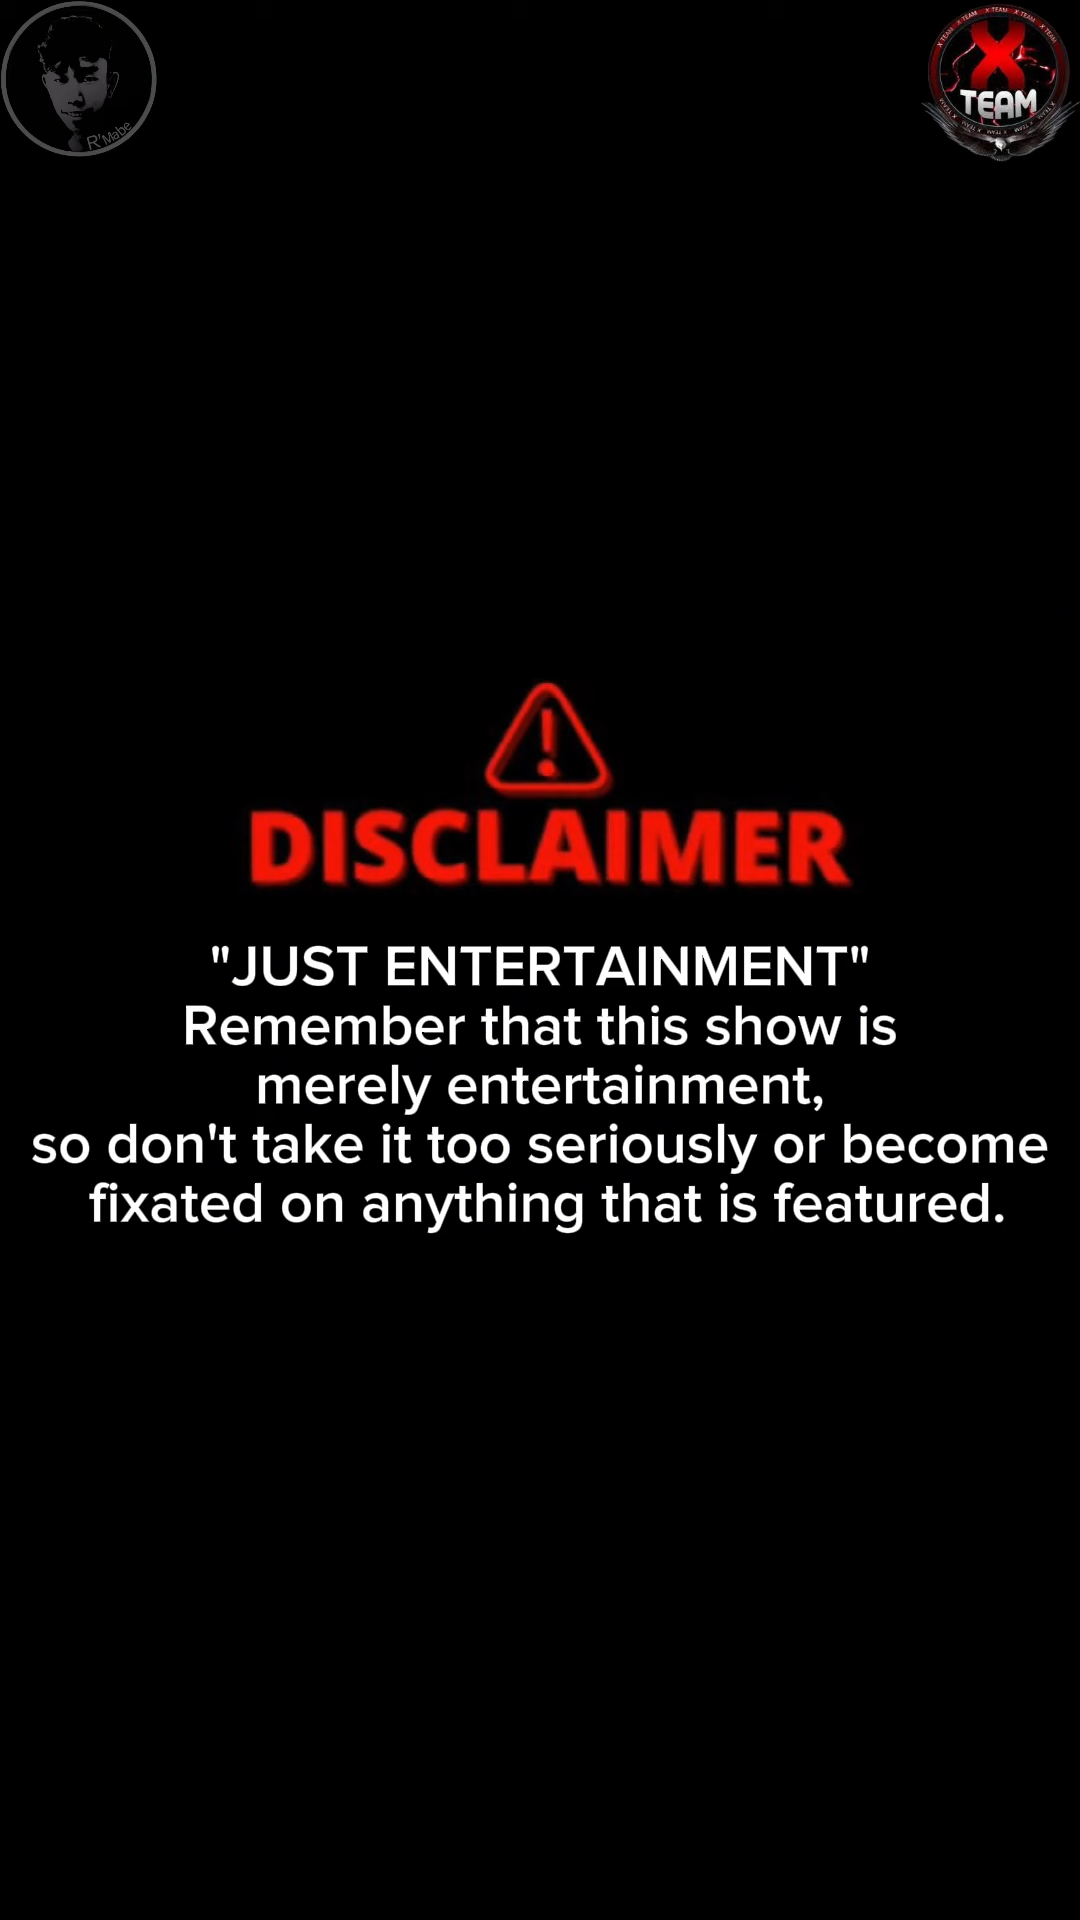 R'Mabe
X
TEAM
DISCLAIMER
"JUST ENTERTAINMENT"
Remember that this show is
merely entertainment,
so don't take it too seriously or become
fixated on anything that is featured.